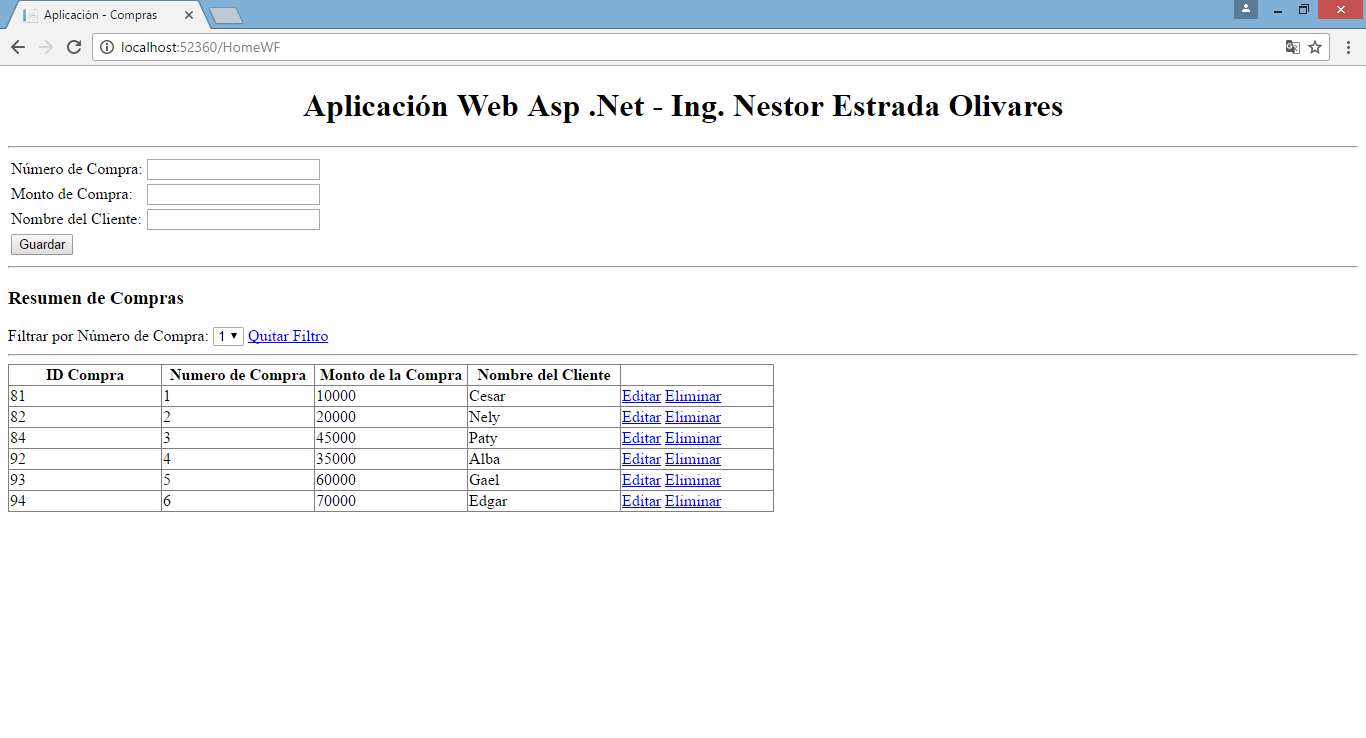 Aplicación - Compras
localhost:52360/HomeWF
Aplicación Web Asp .Net - Ing. Nestor Estrada Olivares
Número de Compra:
Monto de Compra:
Nombre del Cliente:
Guardar
Resumen de Compras
Filtrar por Número de Compra: 1 Quitar Filtro
ID Compra Numero de Compra Monto de la Compra Nombre del Cliente
81 1 10000 Cesar Editar Eliminar
82 2 20000 Nely Editar Eliminar
84 3 45000 Paty Editar Eliminar
92 4 35000 Alba Editar Eliminar
93 5 60000 Gael Editar Eliminar
94 6 70000 Edgar Editar Eliminar